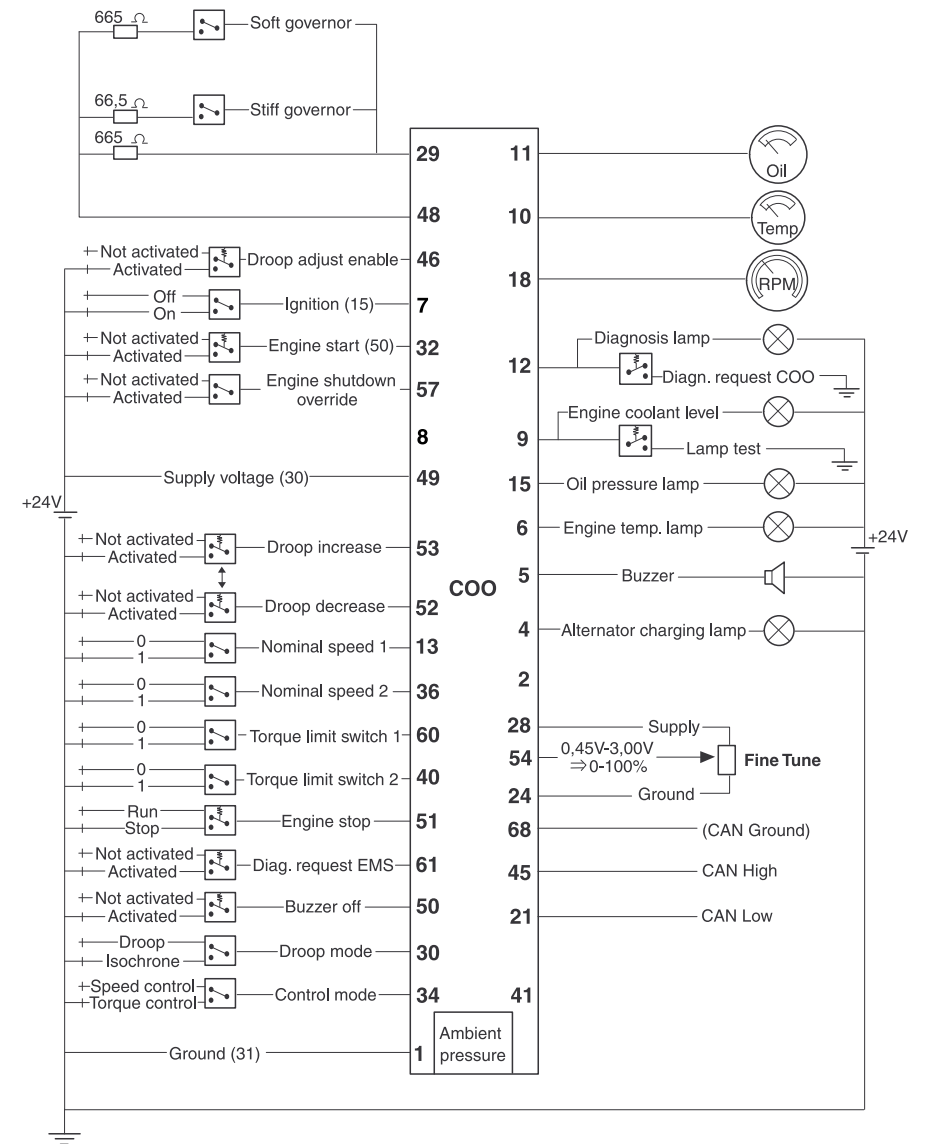 665 Ω
Soft governor
66,5 Ω
Stiff governor
665 Ω
29
11
Oil
48
10
Temp
+ Not activated
+ Activated
Droop adjust enable
46
18
RPM
+ Off
+ On
Ignition (15)
7
+ Not activated
+ Activated
Engine start (50)
32
Diagnosis lamp
12
Diagn. request COO
+ Not activated
+ Activated
Engine shutdown
override
57
Engine coolant level
8
9
Lamp test
Supply voltage (30)
49
15
Oil pressure lamp
+24V
6
Engine temp. lamp
+24V
+ Not activated
+ Activated
Droop increase
53
5
Buzzer
COO
+ Not activated
+ Activated
Droop decrease
52
4
Alternator charging lamp
+ 0
+ 1
Nominal speed 1
13
2
+ 0
+ 1
Nominal speed 2
36
28
Supply
+ 0
+ 1
Torque limit switch 1
60
54
0,45V-3,00V
⇒0-100%
Fine Tune
+ 0
+ 1
Torque limit switch 2
40
24
Ground
+ Run
+ Stop
Engine stop
51
68
(CAN Ground)
+ Not activated
+ Activated
Diag. request EMS
61
45
CAN High
+ Not activated
+ Activated
Buzzer off
50
21
CAN Low
+ Droop
+ Isochrone
Droop mode
30
+Speed control
+Torque control
Control mode
34
41
Ground (31)
1
Ambient
pressure